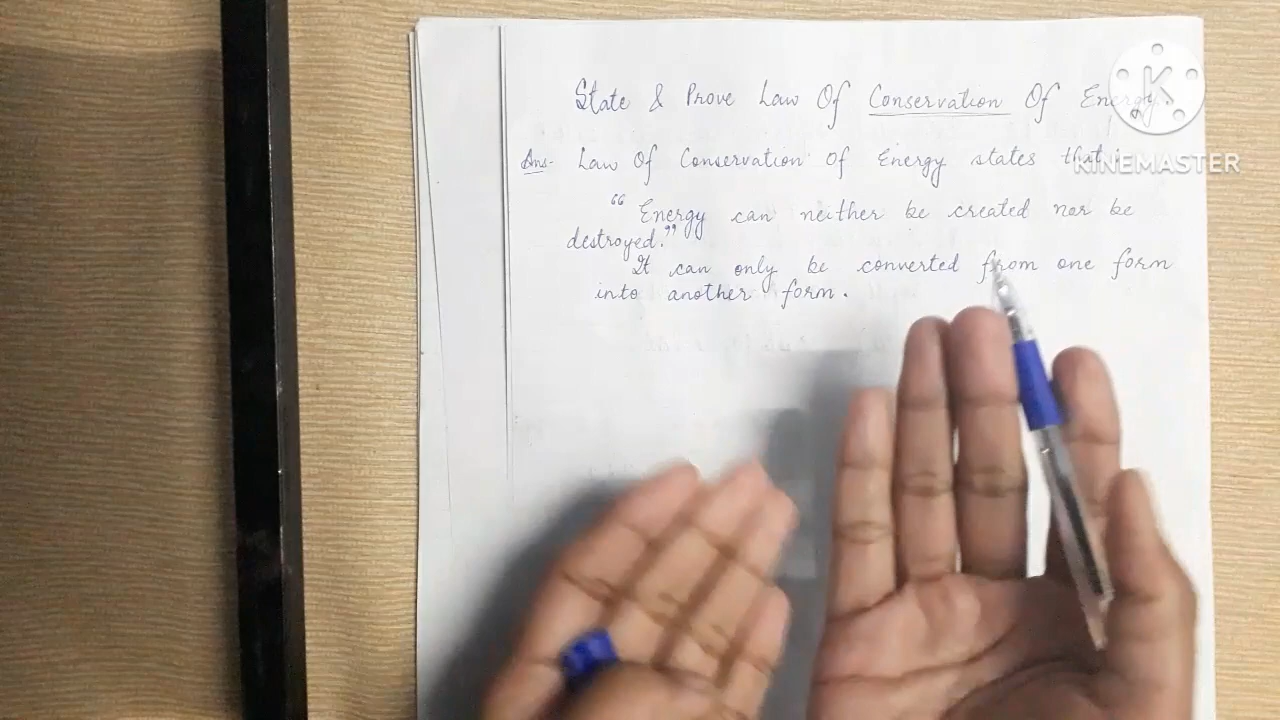 State & Prove Law Of Conservation Of Energy.
Ans- Law Of Conservation Of Energy states that :
"Energy can neither be created nor be
destroyed."
It can only be converted from one form
into another form.
K
KINEMASTER